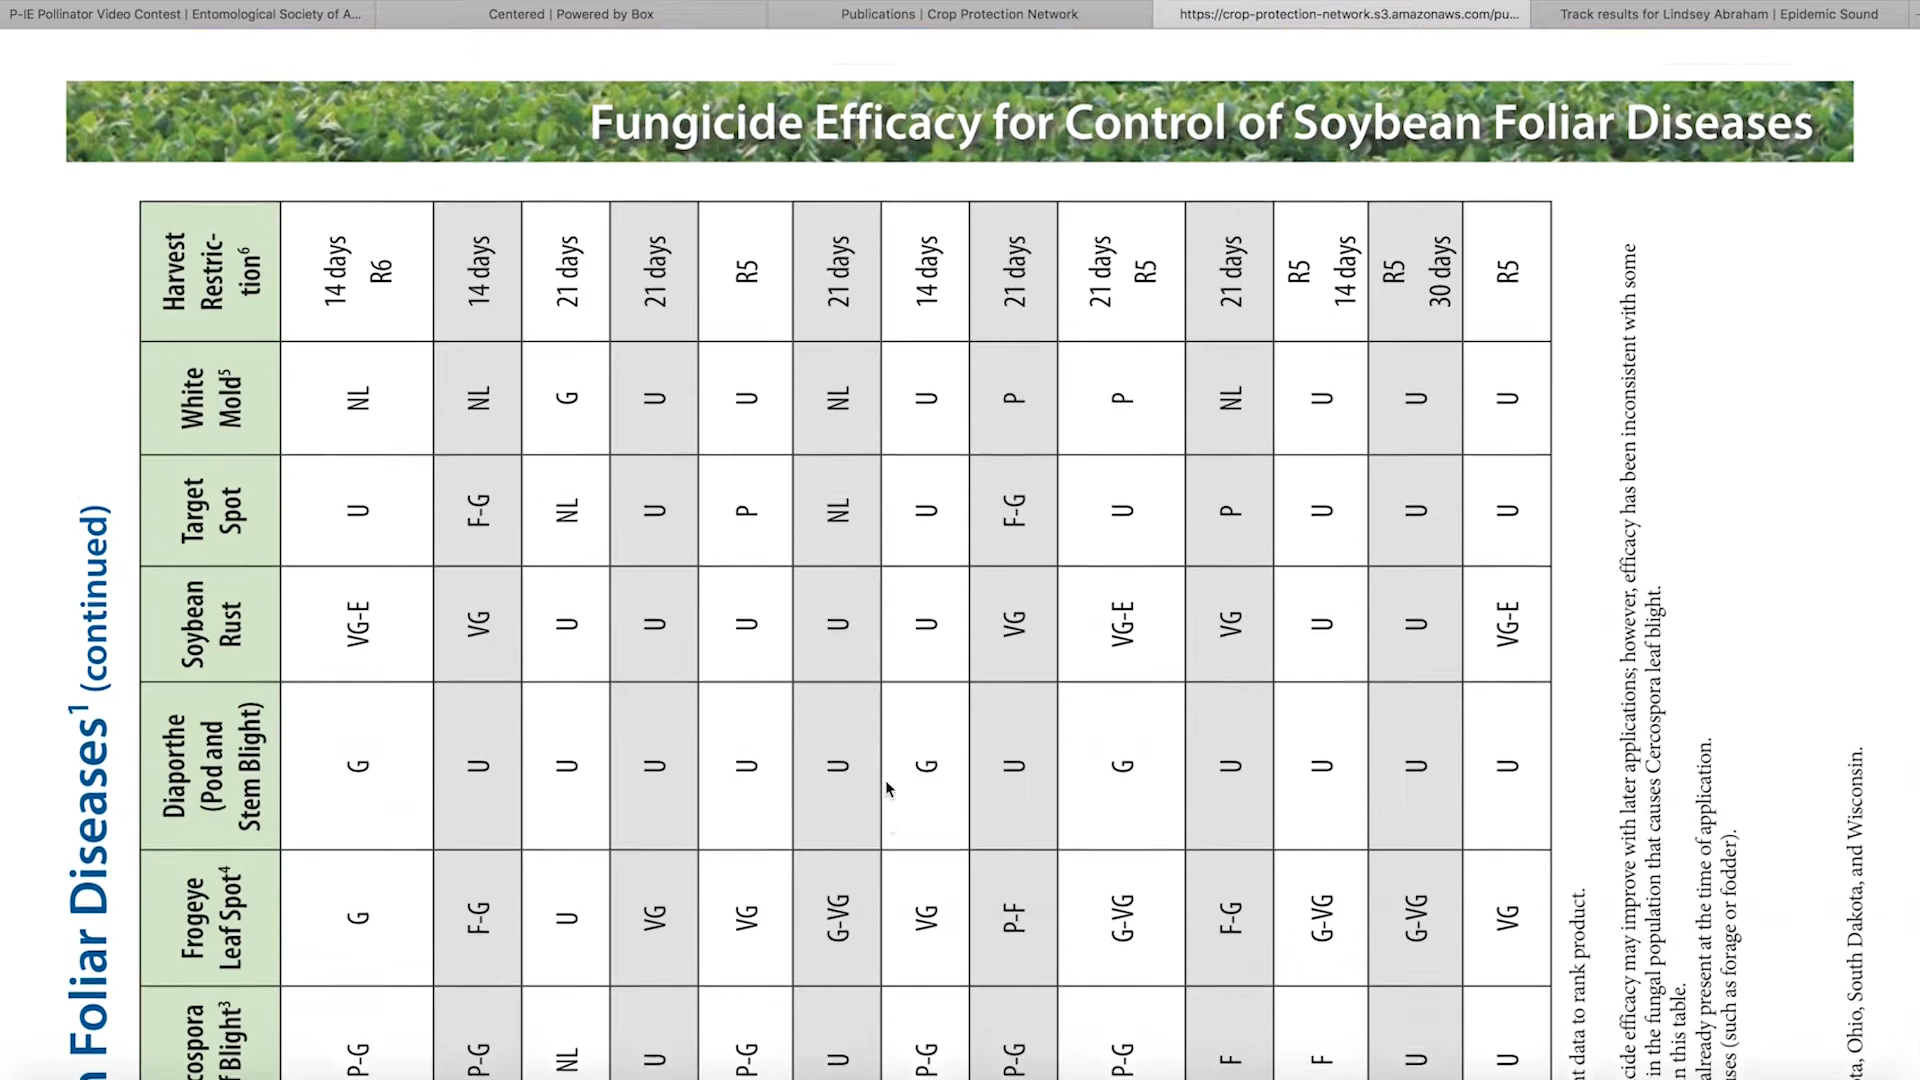 P-IE Pollinator Video Contest | Entomological Society of A...
Centered | Powered by Box
Publications | Crop Protection Network
https://crop-protection-network.s3.amazonaws.com/pu...
Track results for Lindsey Abraham | Epidemic Sound
Fungicide Efficacy for Control of Soybean Foliar Diseases
Foliar Diseases¹ (continued)
Harvest
Restric-
tion⁶
14 days
R6
14 days
21 days
21 days
R5
21 days
14 days
21 days
21 days
R5
21 days
R5
14 days
R5
30 days
R5
White
Mold⁵
NL
NL
G
U
U
NL
U
P
P
NL
U
U
U
Target
Spot
U
F-G
NL
U
P
NL
U
F-G
U
P
U
U
U
Soybean
Rust
VG-E
VG
U
U
U
U
U
VG
VG-E
VG
U
U
VG-E
Diaporthe
(Pod and
Stem Blight)
G
U
U
U
U
U
G
U
G
U
U
U
U
Frogeye
Leaf Spot⁴
G
F-G
U
VG
VG
G-VG
VG
P-F
G-VG
F-G
G-VG
G-VG
VG
cospora
Blight³
P-G
P-G
NL
U
P-G
U
P-G
P-G
P-G
F
F
U
U
data to rank product.
cide efficacy may improve with later applications; however, efficacy has been inconsistent with some
in the fungal population that causes Cercospora leaf blight.
n this table.
already present at the time of application.
ses (such as forage or fodder).
ta, Ohio, South Dakota, and Wisconsin.